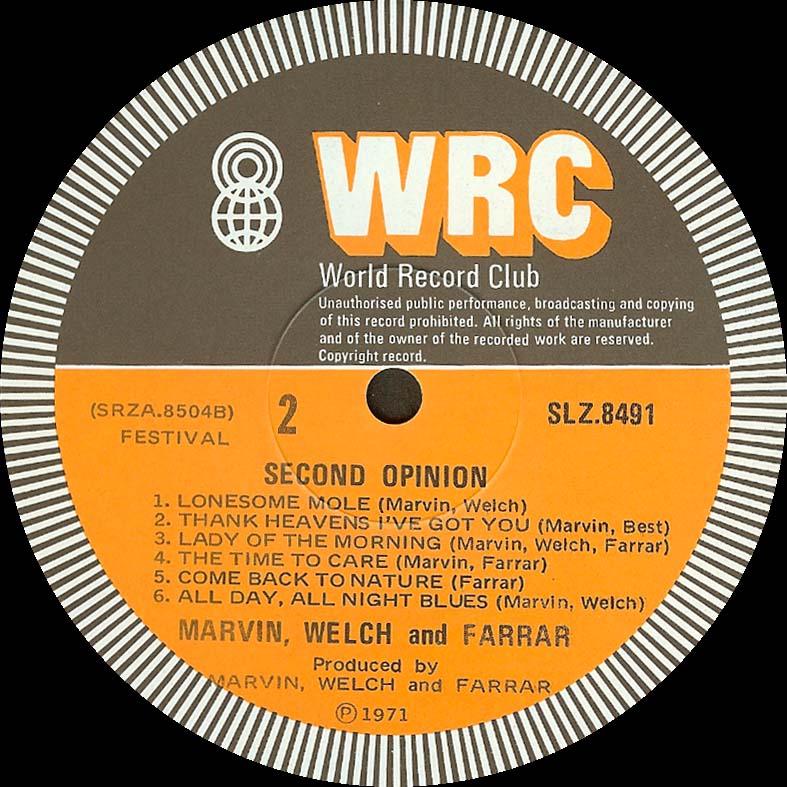 WRC
World Record Club
Unauthorised public performance, broadcasting and copying
of this record prohibited. All rights of the manufacturer
and of the owner of the recorded work are reserved.
Copyright record.
(SRZA.8504B)
FESTIVAL
2
SLZ.8491
SECOND OPINION
1. LONESOME MOLE (Marvin, Welch)
2. THANK HEAVENS I'VE GOT YOU (Marvin, Best)
3. LADY OF THE MORNING (Marvin, Welch, Farrar)
4. THE TIME TO CARE (Marvin, Farrar)
5. COME BACK TO NATURE (Farrar)
6. ALL DAY, ALL NIGHT BLUES (Marvin, Welch)
MARVIN, WELCH and FARRAR
Produced by
MARVIN, WELCH and FARRAR
Ⓟ 1971